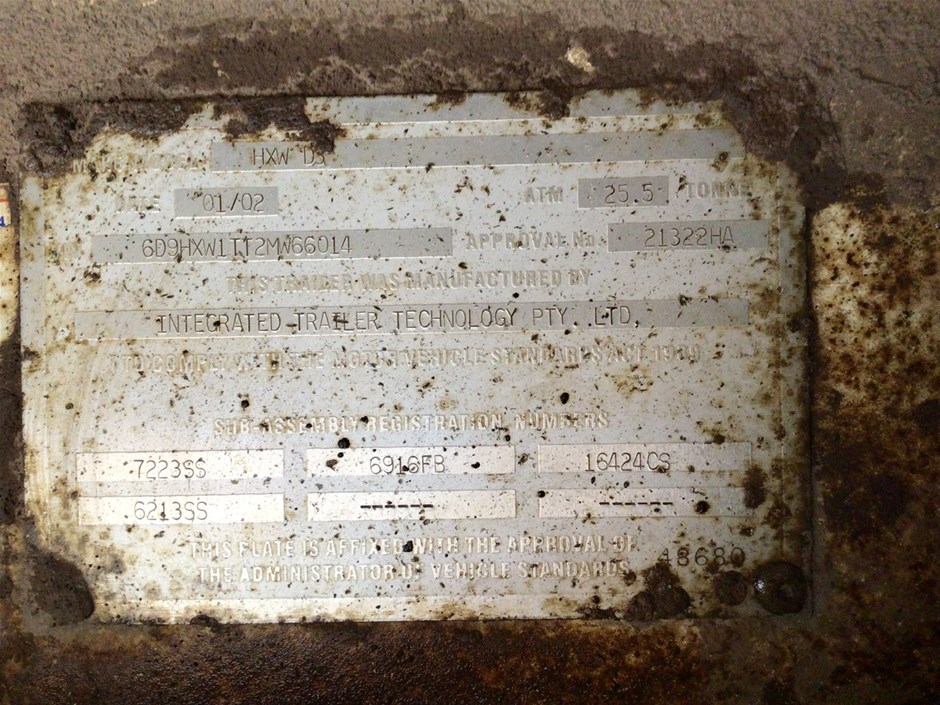 HXW D3
DATE 01/02 ATM 25.5 TONNE
6D9HXW1TT2MW66014 APPROVAL No. 21322HA
THIS TRAILER WAS MANUFACTURED BY
INTEGRATED TRAILER TECHNOLOGY PTY. LTD.
TO COMPLY WITH THE MOTOR VEHICLE STANDARDS ACT 1989
SUB-ASSEMBLY REGISTRATION NUMBERS
7223SS 6916FB 16424CS
6213SS ------ ------
THIS PLATE IS AFFIXED WITH THE APPROVAL OF
THE ADMINISTRATOR OF VEHICLE STANDARDS 48680